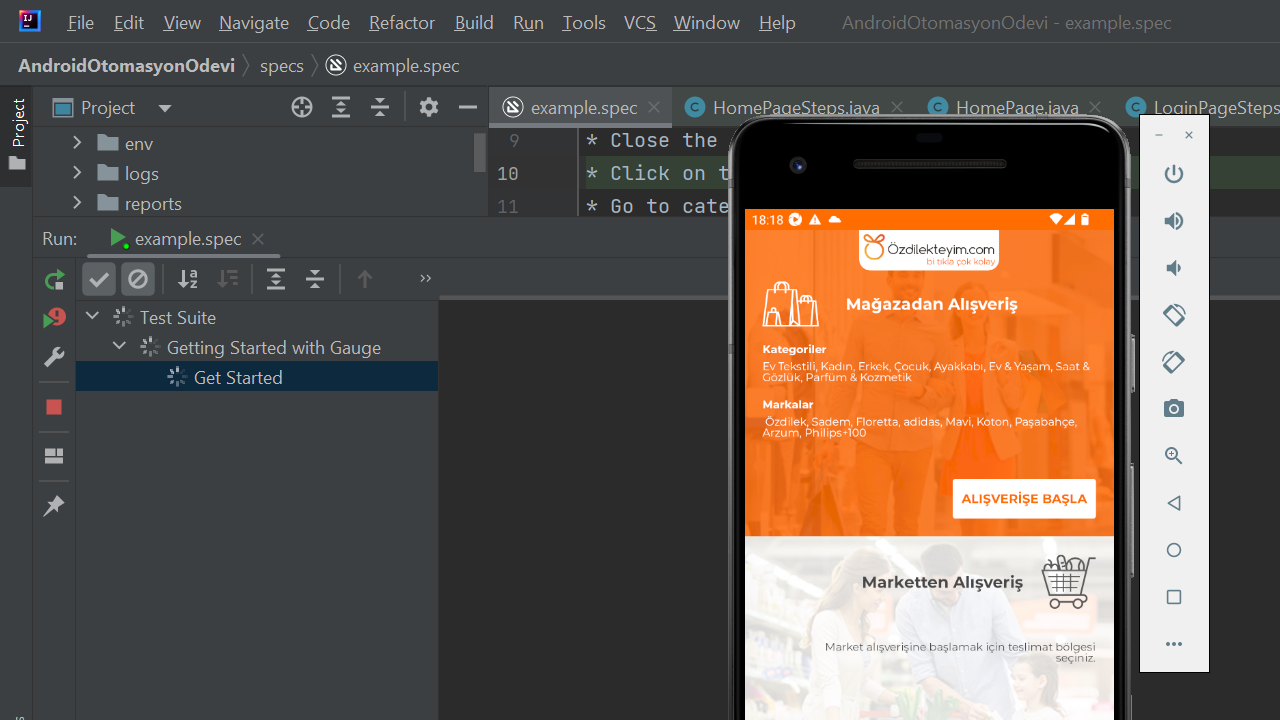 File Edit View Navigate Code Refactor Build Run Tools VCS Window Help AndroidOtomasyonOdevi - example.spec
AndroidOtomasyonOdevi specs example.spec
Project
Project
example.spec HomePageSteps.java HomePage.java LoginPageSteps
env
logs
reports
9 * Close the
10 * Click on t
11 * Go to cate
Run: example.spec
Test Suite
Getting Started with Gauge
Get Started
18:18
Özdilekteyim.com
bi tıkla çok kolay
Mağazadan Alışveriş
Kategoriler
Ev Tekstili, Kadın, Erkek, Çocuk, Ayakkabı, Ev & Yaşam, Saat &
Gözlük, Parfüm & Kozmetik
Markalar
Özdilek, Sadem, Floretta, adidas, Mavi, Koton, Paşabahçe,
Arzum, Philips+100
ALIŞVERİŞE BAŞLA
Marketten Alışveriş
Market alışverişine başlamak için teslimat bölgesi
seçiniz.